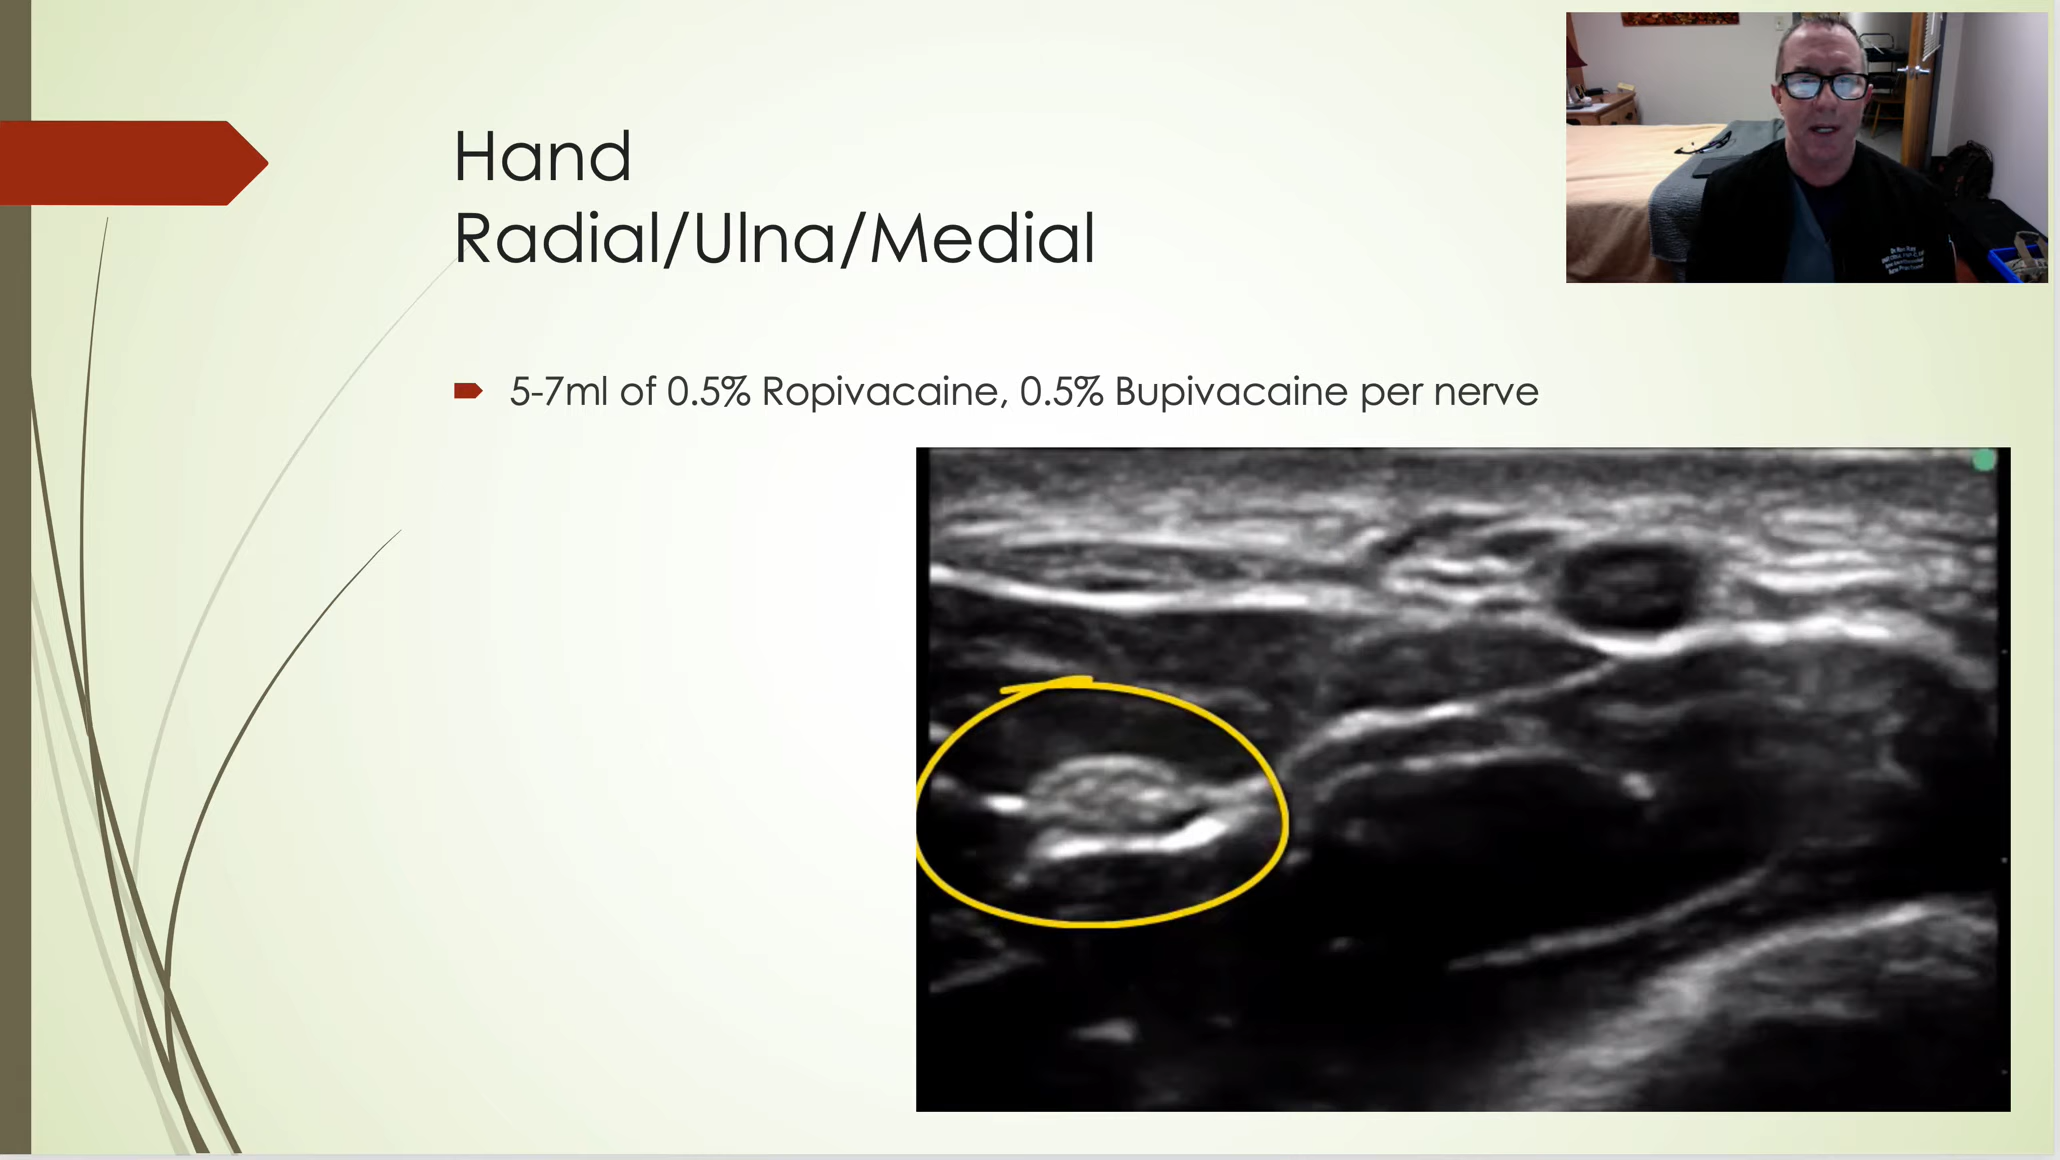 Hand
Radial/Ulna/Medial
5-7ml of 0.5% Ropivacaine, 0.5% Bupivacaine per nerve